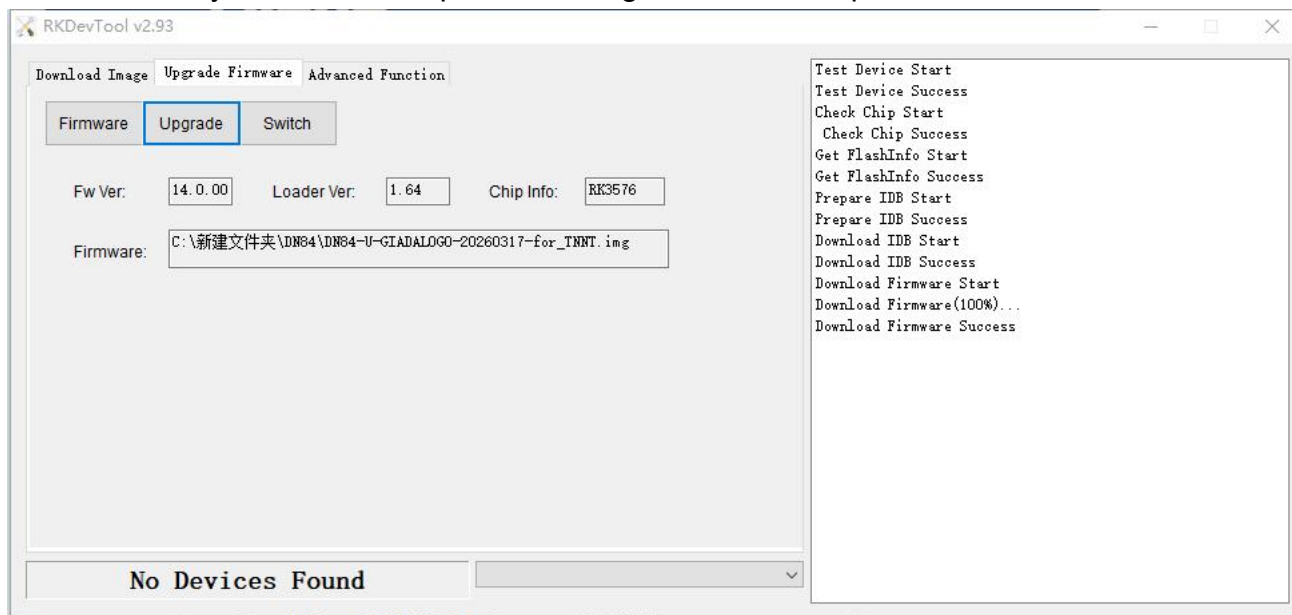 RKDevTool v2.93
Download Image Upgrade Firmware Advanced Function
Firmware Upgrade Switch
Fw Ver: 14.0.00 Loader Ver: 1.64 Chip Info: RK3576
Firmware: C:\新建文件夹\DN84\DN84-U-GIADALOGO-20260317-for_TNNT.img
No Devices Found
Test Device Start
Test Device Success
Check Chip Start
Check Chip Success
Get FlashInfo Start
Get FlashInfo Success
Prepare IDB Start
Prepare IDB Success
Download IDB Start
Download IDB Success
Download Firmware Start
Download Firmware(100%)...
Download Firmware Success